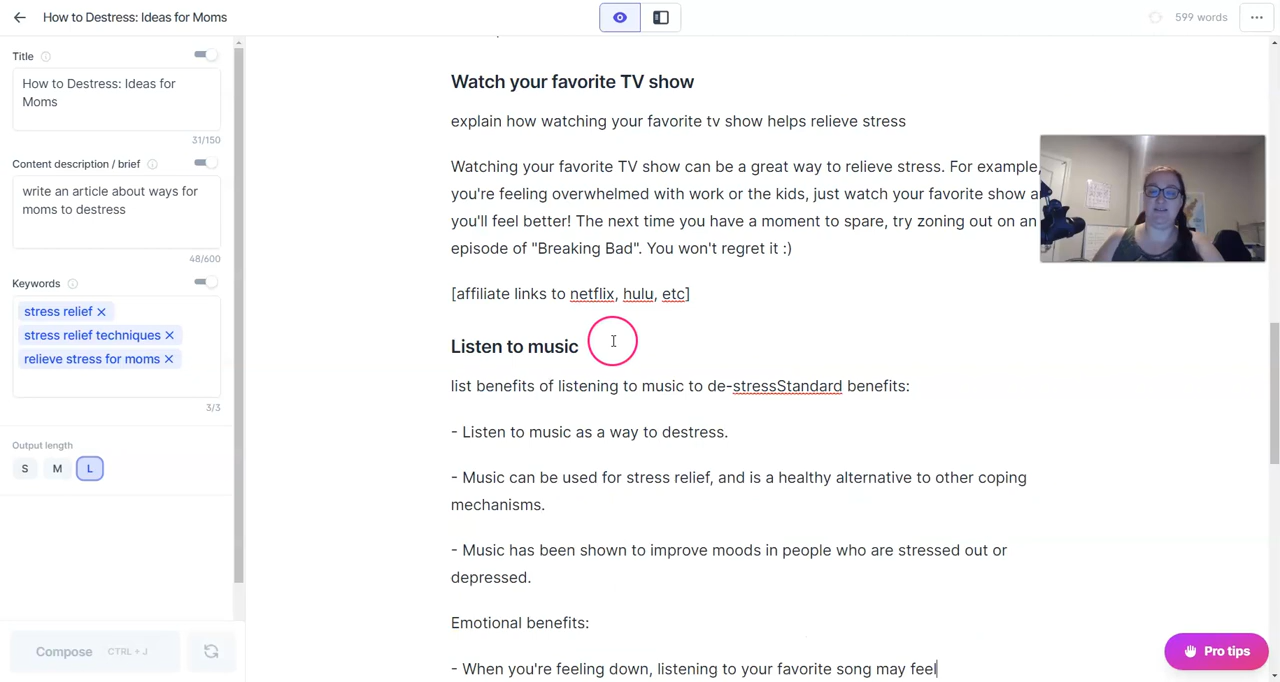 How to Destress: Ideas for Moms
599 words
Title
How to Destress: Ideas for
Moms
31/150
Content description / brief
write an article about ways for
moms to destress
48/600
Keywords
stress relief
stress relief techniques
relieve stress for moms
3/3
Output length
S M L
Compose CTRL + J
Watch your favorite TV show
explain how watching your favorite tv show helps relieve stress
Watching your favorite TV show can be a great way to relieve stress. For example,
you're feeling overwhelmed with work or the kids, just watch your favorite show
you'll feel better! The next time you have a moment to spare, try zoning out on an
episode of "Breaking Bad". You won't regret it :)
[affiliate links to netflix, hulu, etc]
Listen to music
list benefits of listening to music to de-stressStandard benefits:
- Listen to music as a way to destress.
- Music can be used for stress relief, and is a healthy alternative to other coping
mechanisms.
- Music has been shown to improve moods in people who are stressed out or
depressed.
Emotional benefits:
- When you're feeling down, listening to your favorite song may feel
Pro tips